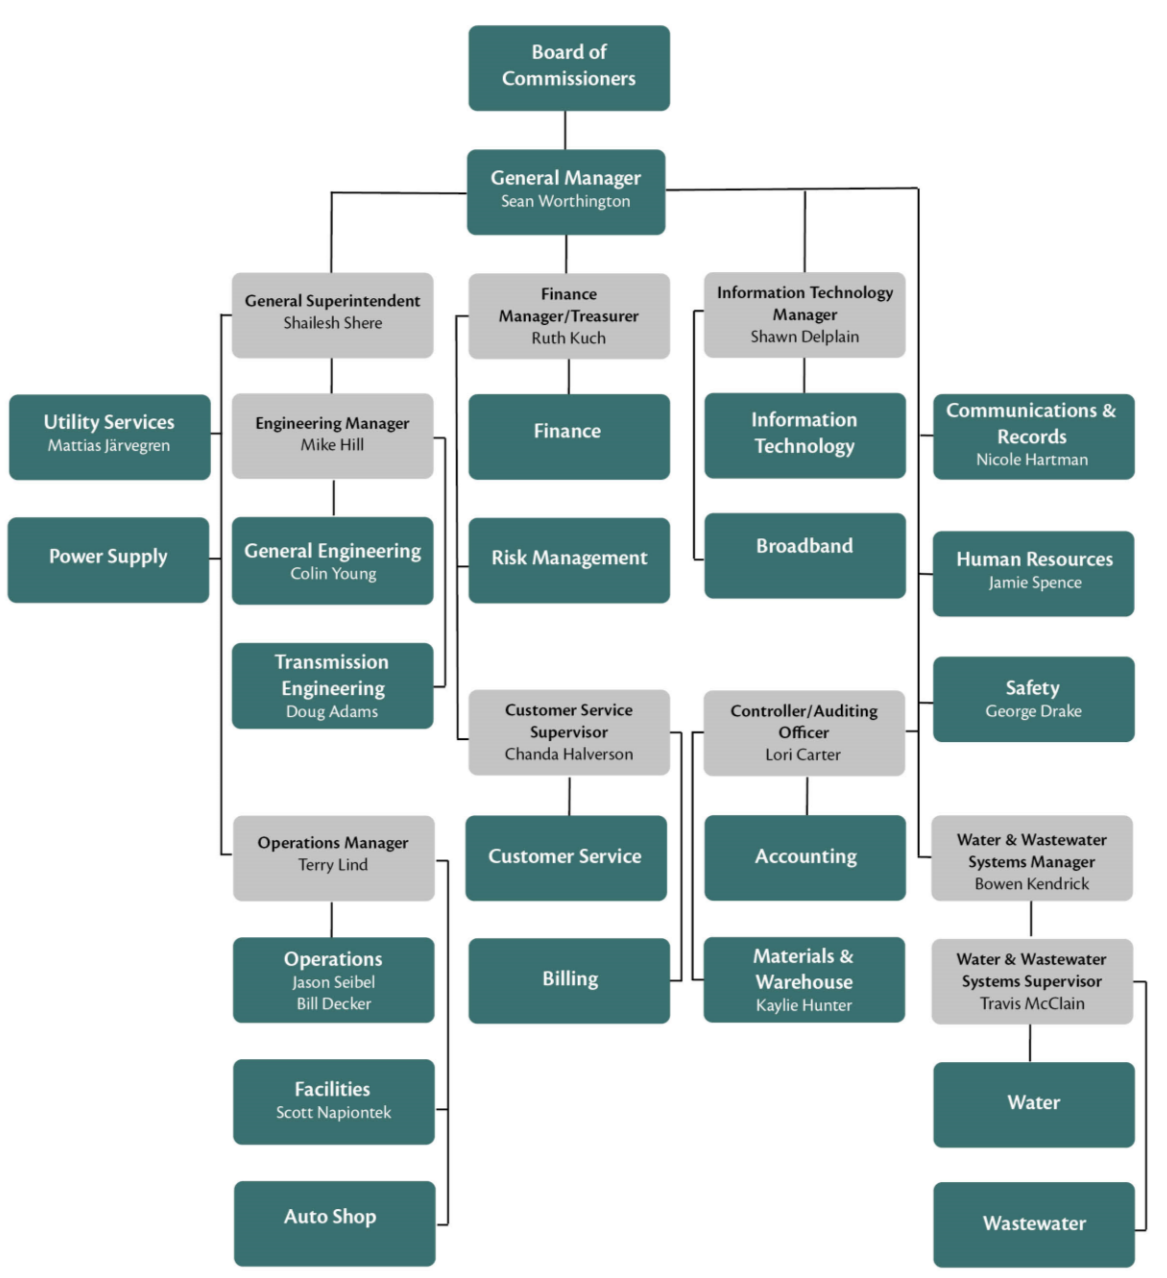 Board of
Commissioners
General Manager
Sean Worthington
General Superintendent
Shailesh Shere
Finance
Manager/Treasurer
Ruth Kuch
Information Technology
Manager
Shawn Delplain
Utility Services
Mattias Järvegren
Engineering Manager
Mike Hill
Finance
Information
Technology
Communications &
Records
Nicole Hartman
Power Supply
General Engineering
Colin Young
Risk Management
Broadband
Human Resources
Jamie Spence
Transmission
Engineering
Doug Adams
Customer Service
Supervisor
Chanda Halverson
Controller/Auditing
Officer
Lori Carter
Safety
George Drake
Operations Manager
Terry Lind
Customer Service
Accounting
Water & Wastewater
Systems Manager
Bowen Kendrick
Operations
Jason Seibel
Bill Decker
Billing
Materials &
Warehouse
Kaylie Hunter
Water & Wastewater
Systems Supervisor
Travis McClain
Facilities
Scott Napiontek
Water
Auto Shop
Wastewater